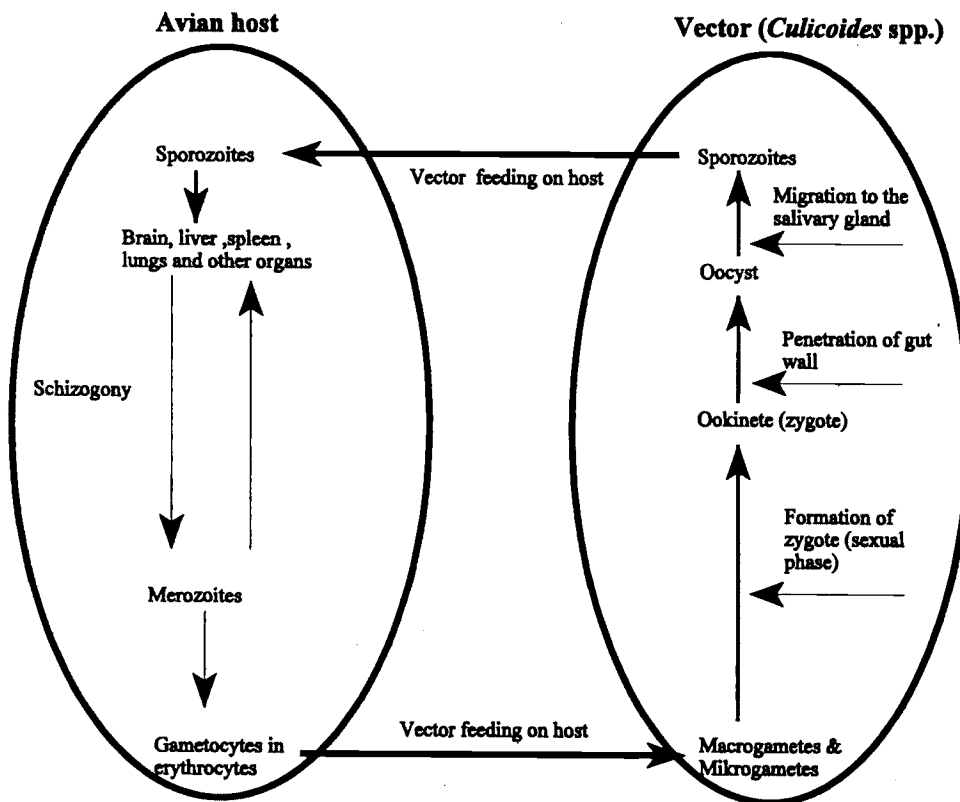 Avian host
Vector (Culicoides spp.)
Sporozoites
Vector feeding on host
Sporozoites
Migration to the
salivary gland
Brain, liver ,spleen ,
lungs and other organs
Oocyst
Penetration of gut
wall
Schizogony
Ookinete (zygote)
Formation of
zygote (sexual
phase)
Merozoites
Vector feeding on host
Gametocytes in
erythrocytes
Macrogametes &
Mikrogametes